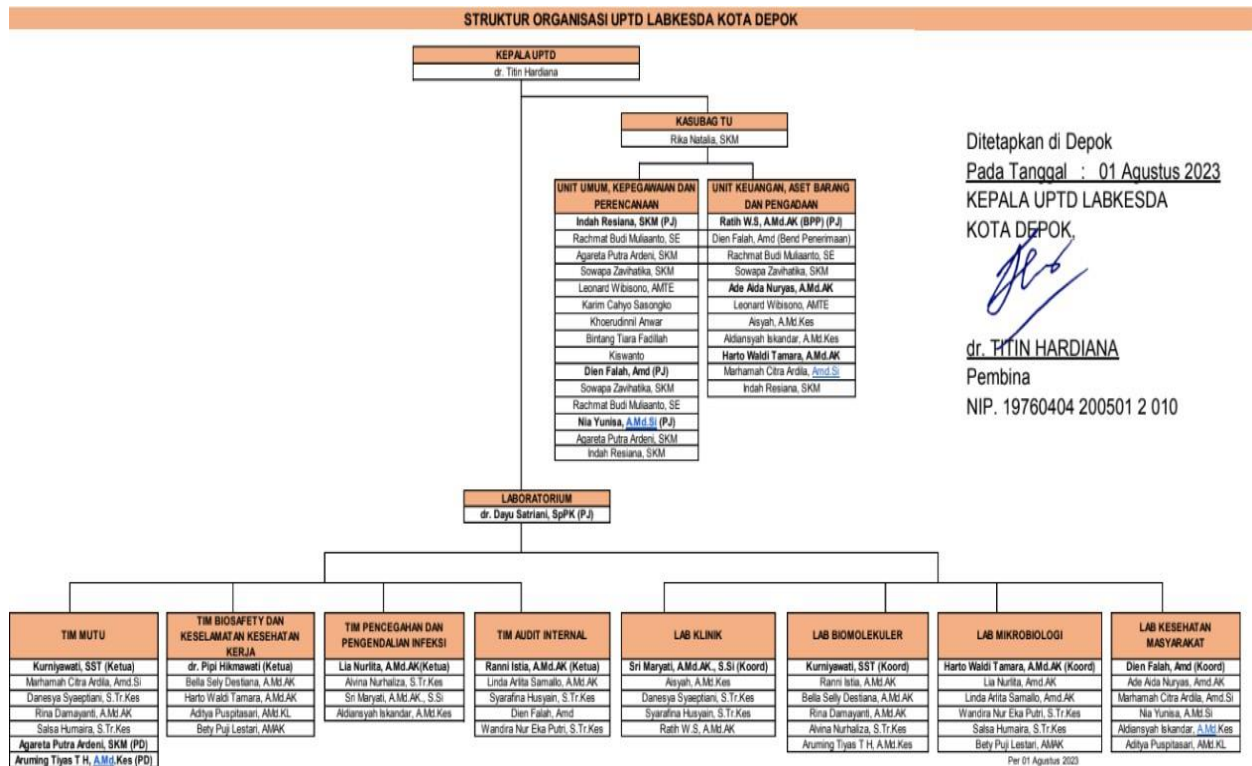 STRUKTUR ORGANISASI UPTD LABKESDA KOTA DEPOK
KEPALA UPTD
dr. Titin Hardiana
KASUBAG TU
Rika Natalia, SKM
UNIT UMUM, KEPEGAWAIAN DAN
PERENCANAAN
Indah Resiana, SKM (PJ)
Rachmat Budi Muliaanto, SE
Agareta Putra Ardeni, SKM
Sowapa Zavihatika, SKM
Leonard Wibisono, AMTE
Karim Cahyo Sasongko
Khoerudinnil Anwar
Bintang Tiara Fadillah
Kiswanto
Dien Falah, Amd (PJ)
Sowapa Zavihatika, SKM
Rachmat Budi Muliaanto, SE
Nia Yunisa, A.Md.Si (PJ)
Agareta Putra Ardeni, SKM
Indah Resiana, SKM
UNIT KEUANGAN, ASET BARANG
DAN PENGADAAN
Ratih W.S, A.Md.AK (BPP) (PJ)
Dien Falah, Amd (Bend Penerimaan)
Rachmat Budi Muliaanto, SE
Sowapa Zavihatika, SKM
Ade Aida Nuryas, A.Md.AK
Leonard Wibisono, AMTE
Aisyah, A.Md.Kes
Aldiansyah Iskandar, A.Md.Kes
Harto Waldi Tamara, A.Md.AK
Marhamah Citra Ardila, Amd.Si
Indah Resiana, SKM
Ditetapkan di Depok
Pada Tanggal : 01 Agustus 2023
KEPALA UPTD LABKESDA
KOTA DEPOK,
dr. TITIN HARDIANA
Pembina
NIP. 19760404 200501 2 010
LABORATORIUM
dr. Dayu Satriani, SpPK (PJ)
TIM MUTU
Kurniyawati, SST (Ketua)
Marhamah Citra Ardila, Amd.Si
Danesya Syaeptiani, S.Tr.Kes
Rina Damayanti, A.Md.AK
Salsa Humaira, S.Tr.Kes
Agareta Putra Ardeni, SKM (PD)
Aruming Tiyas T H, A.Md.Kes (PD)
TIM BIOSAFETY DAN
KESELAMATAN KESEHATAN
KERJA
dr. Pipi Hikmawati (Ketua)
Bella Sely Destiana, A.Md.AK
Harto Waldi Tamara, A.Md.AK
Aditya Puspitasari, AMd.KL
Bety Puji Lestari, AMAK
TIM PENCEGAHAN DAN
PENGENDALIAN INFEKSI
Lia Nurlita, A.Md.AK(Ketua)
Alvina Nurhaliza, S.Tr.Kes
Sri Maryati, A.Md.AK., S.Si
Aldiansyah Iskandar, A.Md.Kes
TIM AUDIT INTERNAL
Ranni Istia, A.Md.AK (Ketua)
Linda Arlita Samallo, A.Md.AK
Syarafina Husyain, S.Tr.Kes
Dien Falah, Amd
Wandira Nur Eka Putri, S.Tr.Kes
LAB KLINIK
Sri Maryati, A.Md.AK., S.Si (Koord)
Aisyah, A.Md.Kes
Danesya Syaeptiani, S.Tr.Kes
Syarafina Husyain, S.Tr.Kes
Ratih W.S, A.Md.AK
LAB BIOMOLEKULER
Kurniyawati, SST (Koord)
Ranni Istia, A.Md.AK
Bella Selly Destiana, A.Md.AK
Rina Damayanti, A.Md.AK
Alvina Nurhaliza, S.Tr.Kes
Aruming Tiyas T H, A.Md.Kes
LAB MIKROBIOLOGI
Harto Waldi Tamara, A.Md.AK (Koord)
Lia Nurlita, Amd.AK
Linda Arlita Samallo, Amd.AK
Wandira Nur Eka Putri, S.Tr.Kes
Salsa Humaira, S.Tr.Kes
Bety Puji Lestari, AMAK
LAB KESEHATAN
MASYARAKAT
Dien Falah, Amd (Koord)
Ade Aida Nuryas, Amd.AK
Marhamah Citra Ardila, Amd.Si
Nia Yunisa, A.Md.Si
Aldiansyah Iskandar, A.Md.Kes
Aditya Puspitasari, AMd.KL
Per 01 Agustus 2023